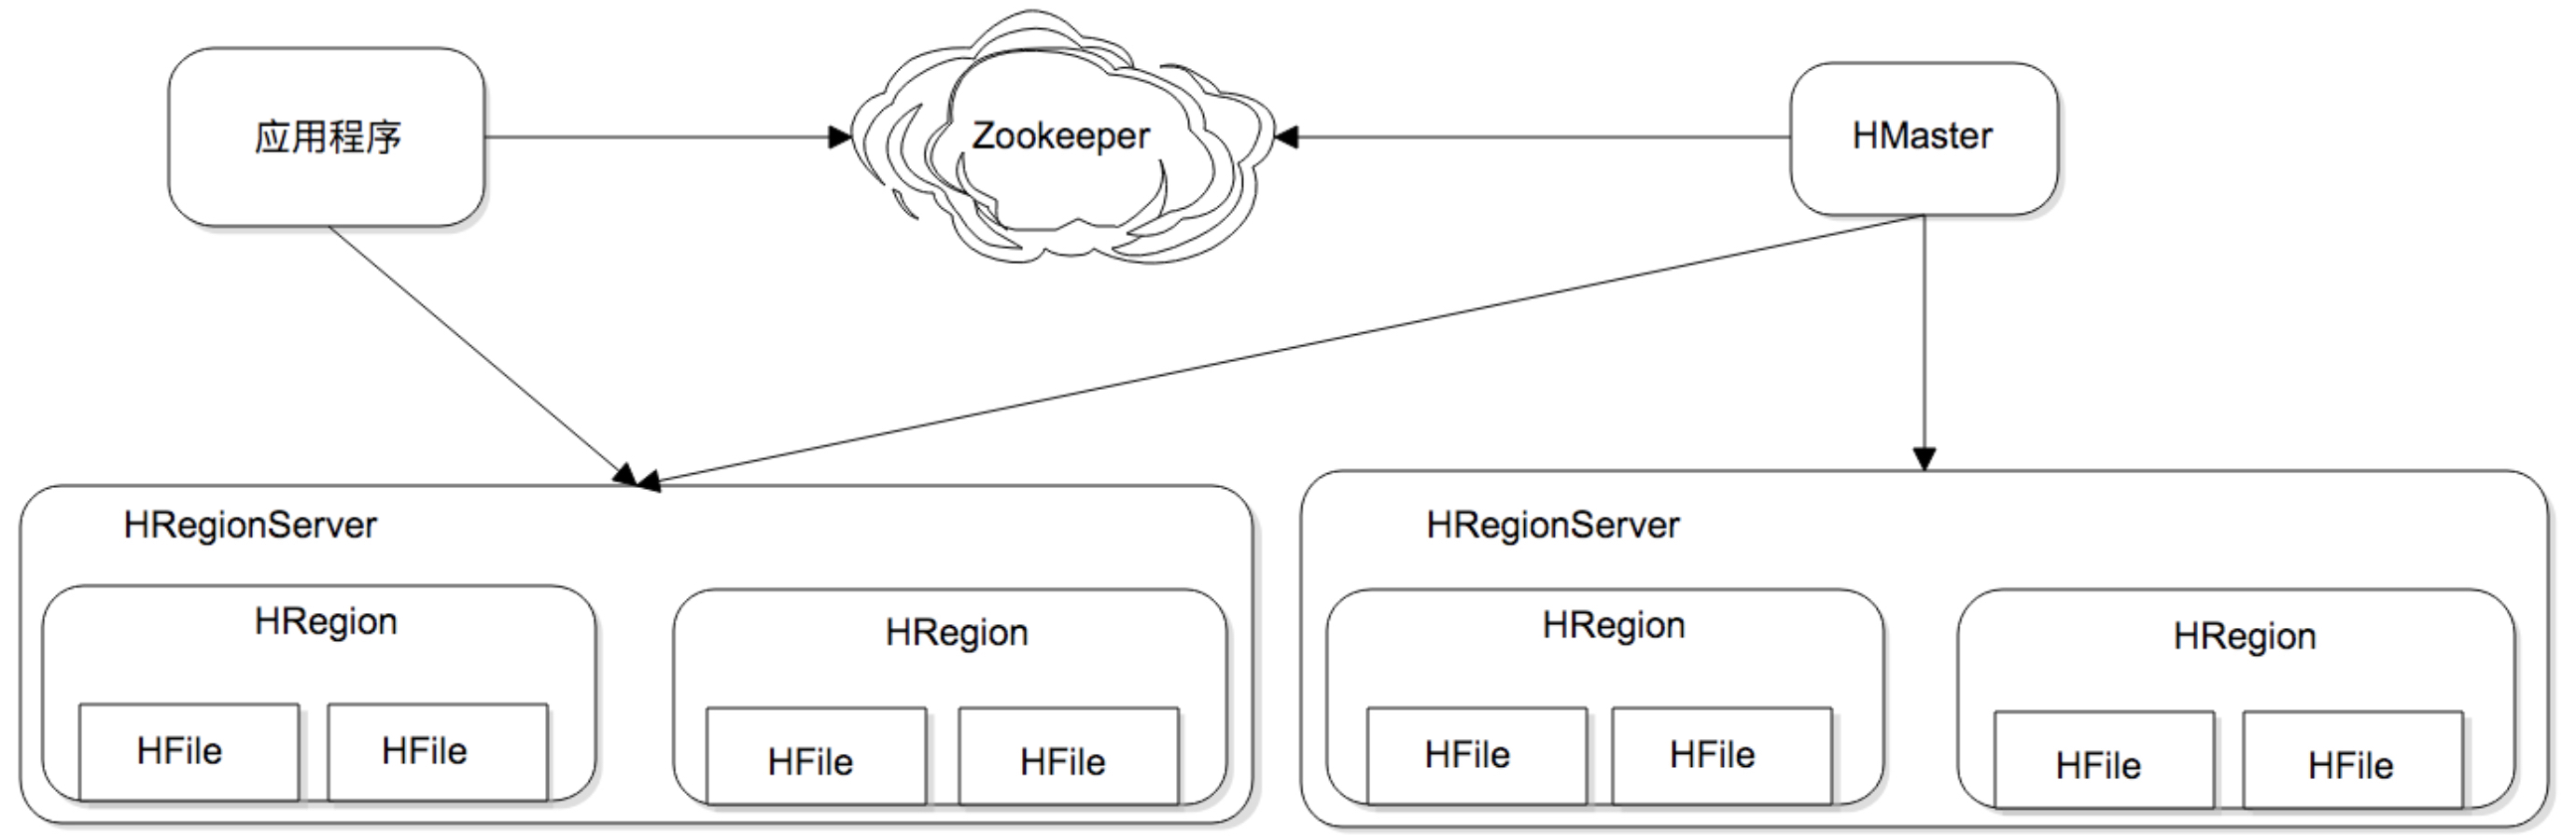 应用程序
Zookeeper
HMaster
HRegionServer
HRegion
HFile
HFile
HRegion
HFile
HFile
HRegionServer
HRegion
HFile
HFile
HRegion
HFile
HFile